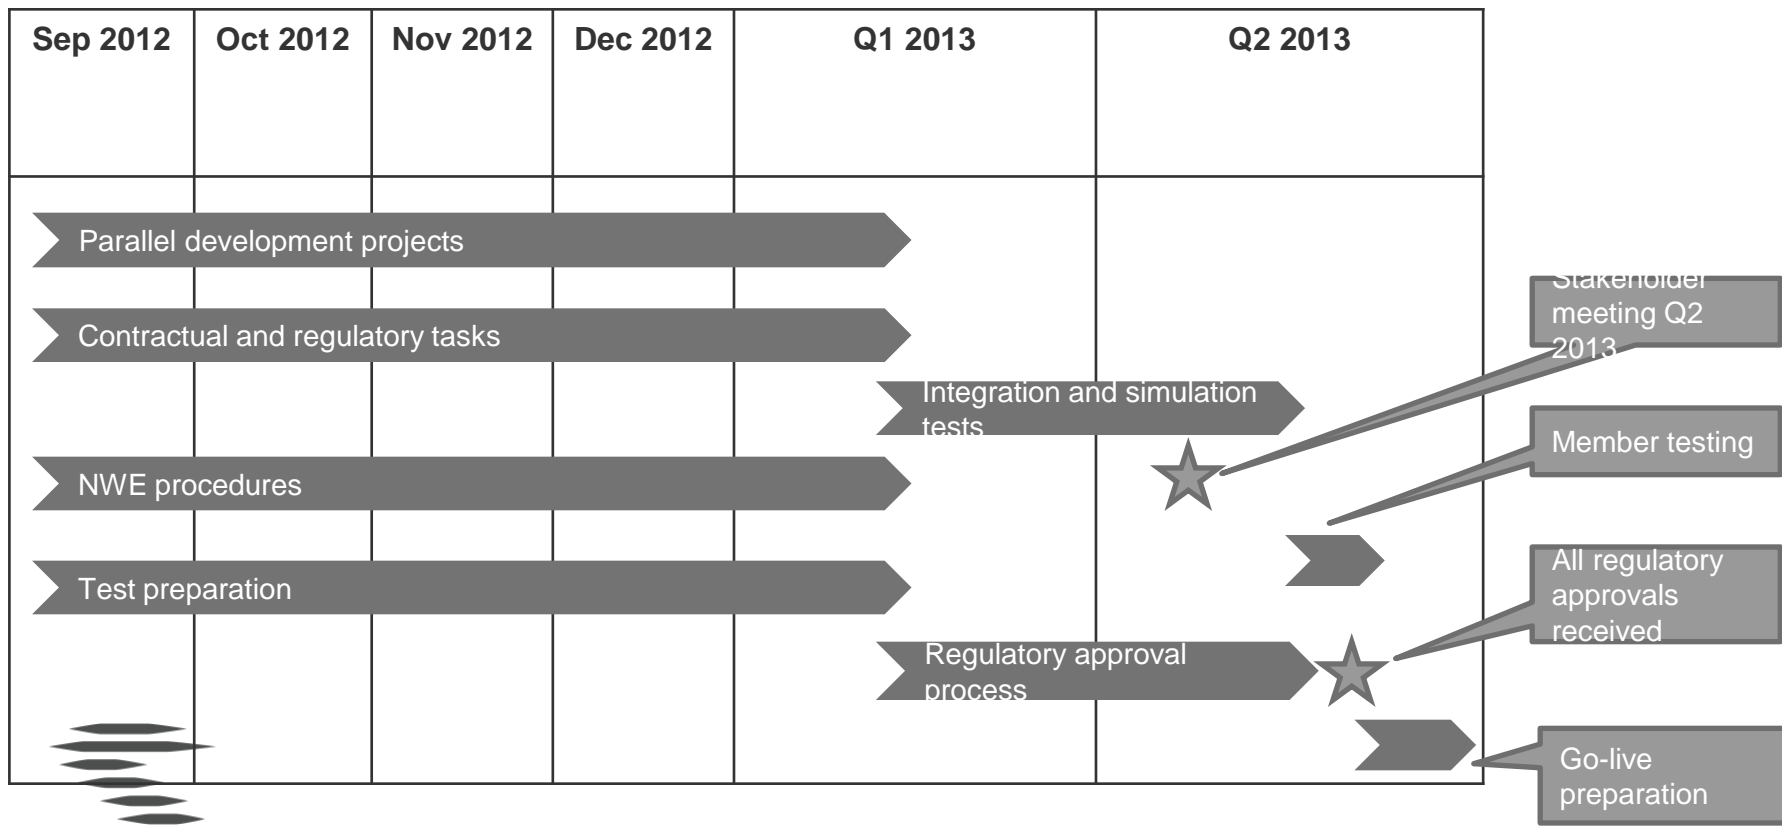 Sep 2012
Oct 2012
Nov 2012
Dec 2012
Q1 2013
Q2 2013
Parallel development projects
Contractual and regulatory tasks
Integration and simulation
tests
NWE procedures
Test preparation
Regulatory approval
process
Stakeholder
meeting Q2
2013
Member testing
All regulatory
approvals
received
Go-live
preparation